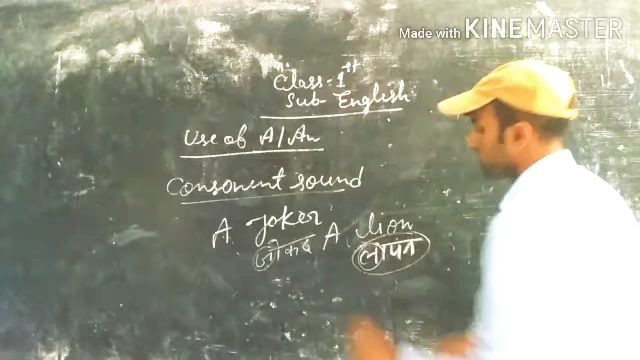 Made with KINEMASTER
Class-1st
Sub- English
Use of A/An
Consonent sound
A Joker A lion
जोकर लायन